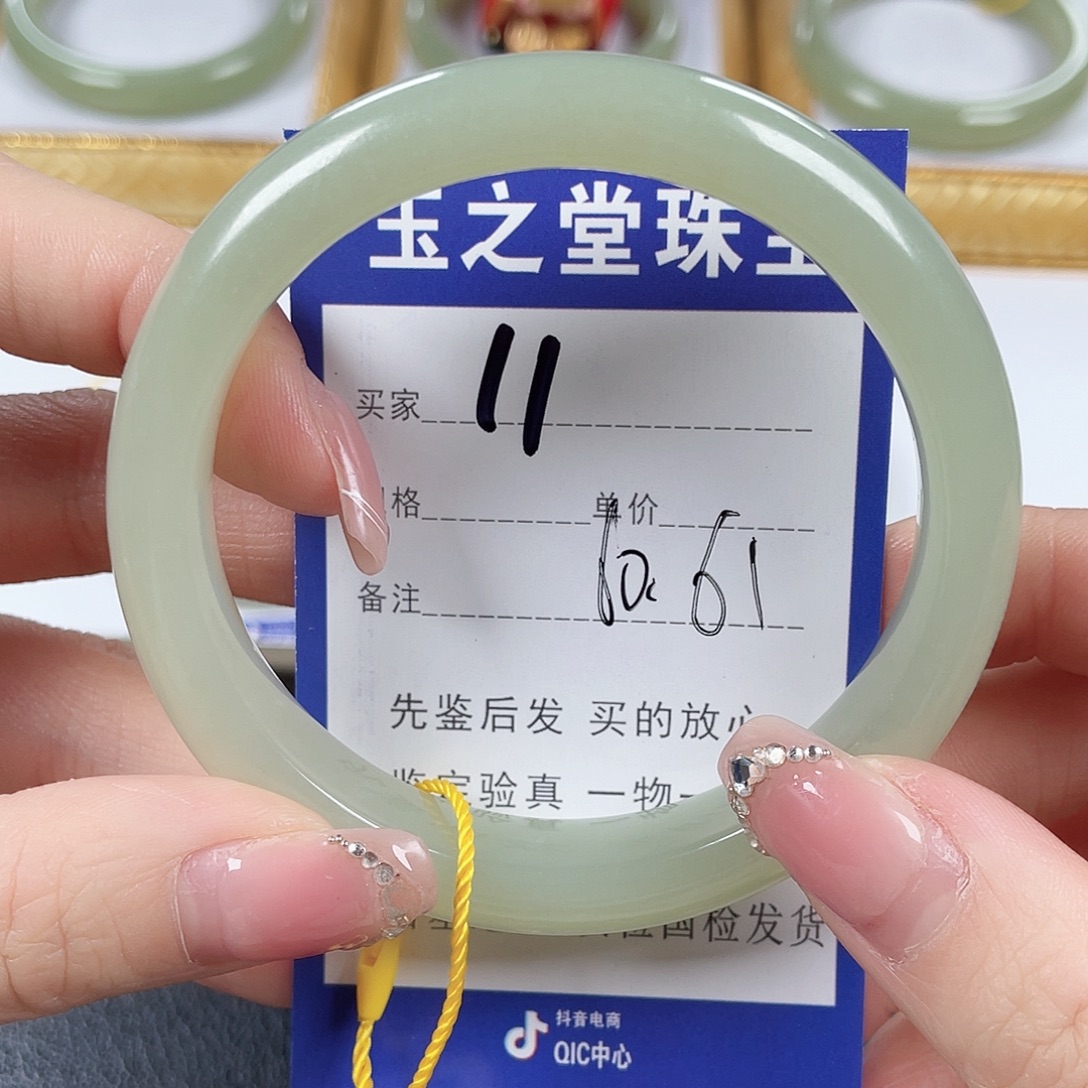 玉之堂珠
买家 11
格 单价
备注 61
先鉴后发 买的放心
鉴定验真 一物
国检发货
抖音电商
QIC中心